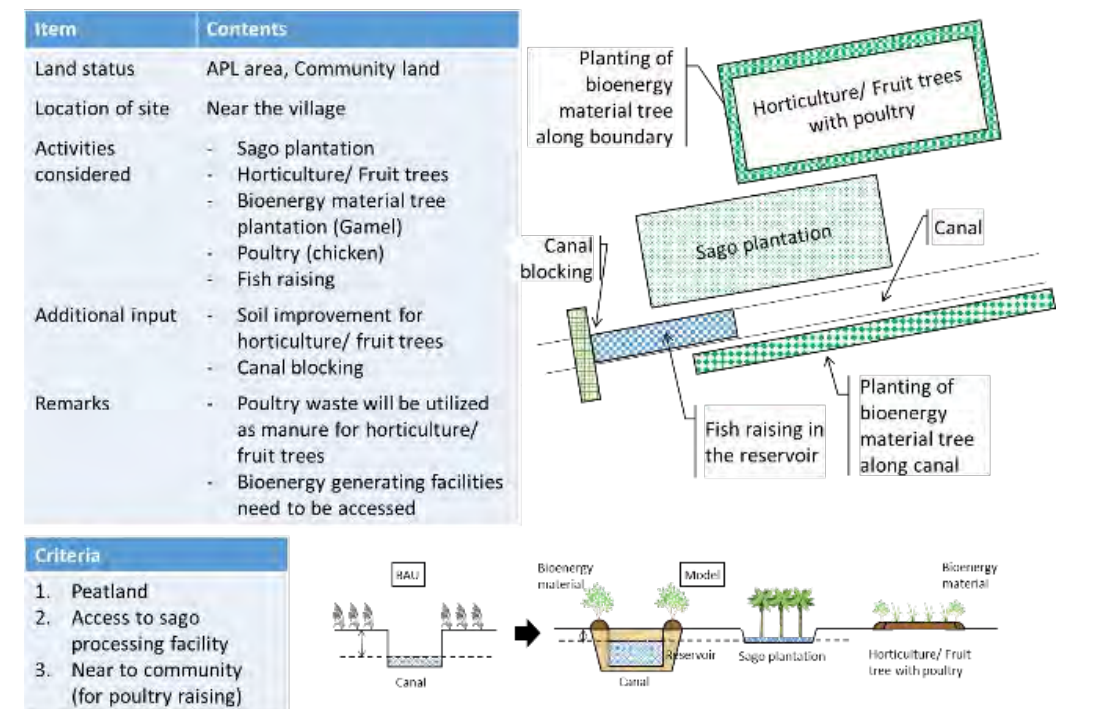 Item Contents
Land status APL area, Community land
Location of site Near the village
Activities considered
- Sago plantation
- Horticulture/ Fruit trees
- Bioenergy material tree
plantation (Gamel)
- Poultry (chicken)
- Fish raising
Additional input
- Soil improvement for
horticulture/ fruit trees
- Canal blocking
Remarks
- Poultry waste will be utilized
as manure for horticulture/
fruit trees
- Bioenergy generating facilities
need to be accessed
Planting of
bioenergy
material tree
along boundary
Horticulture/ Fruit trees
with poultry
Sago plantation
Canal
Canal
blocking
Fish raising in
the reservoir
Planting of
bioenergy
material tree
along canal
Criteria
1. Peatland
2. Access to sago
processing facility
3. Near to community
(for poultry raising)
BAU
Canal
Bioenergy
material
Model
Reservoir
Canal
Sago plantation
Bioenergy
material
Horticulture/ Fruit
tree with poultry